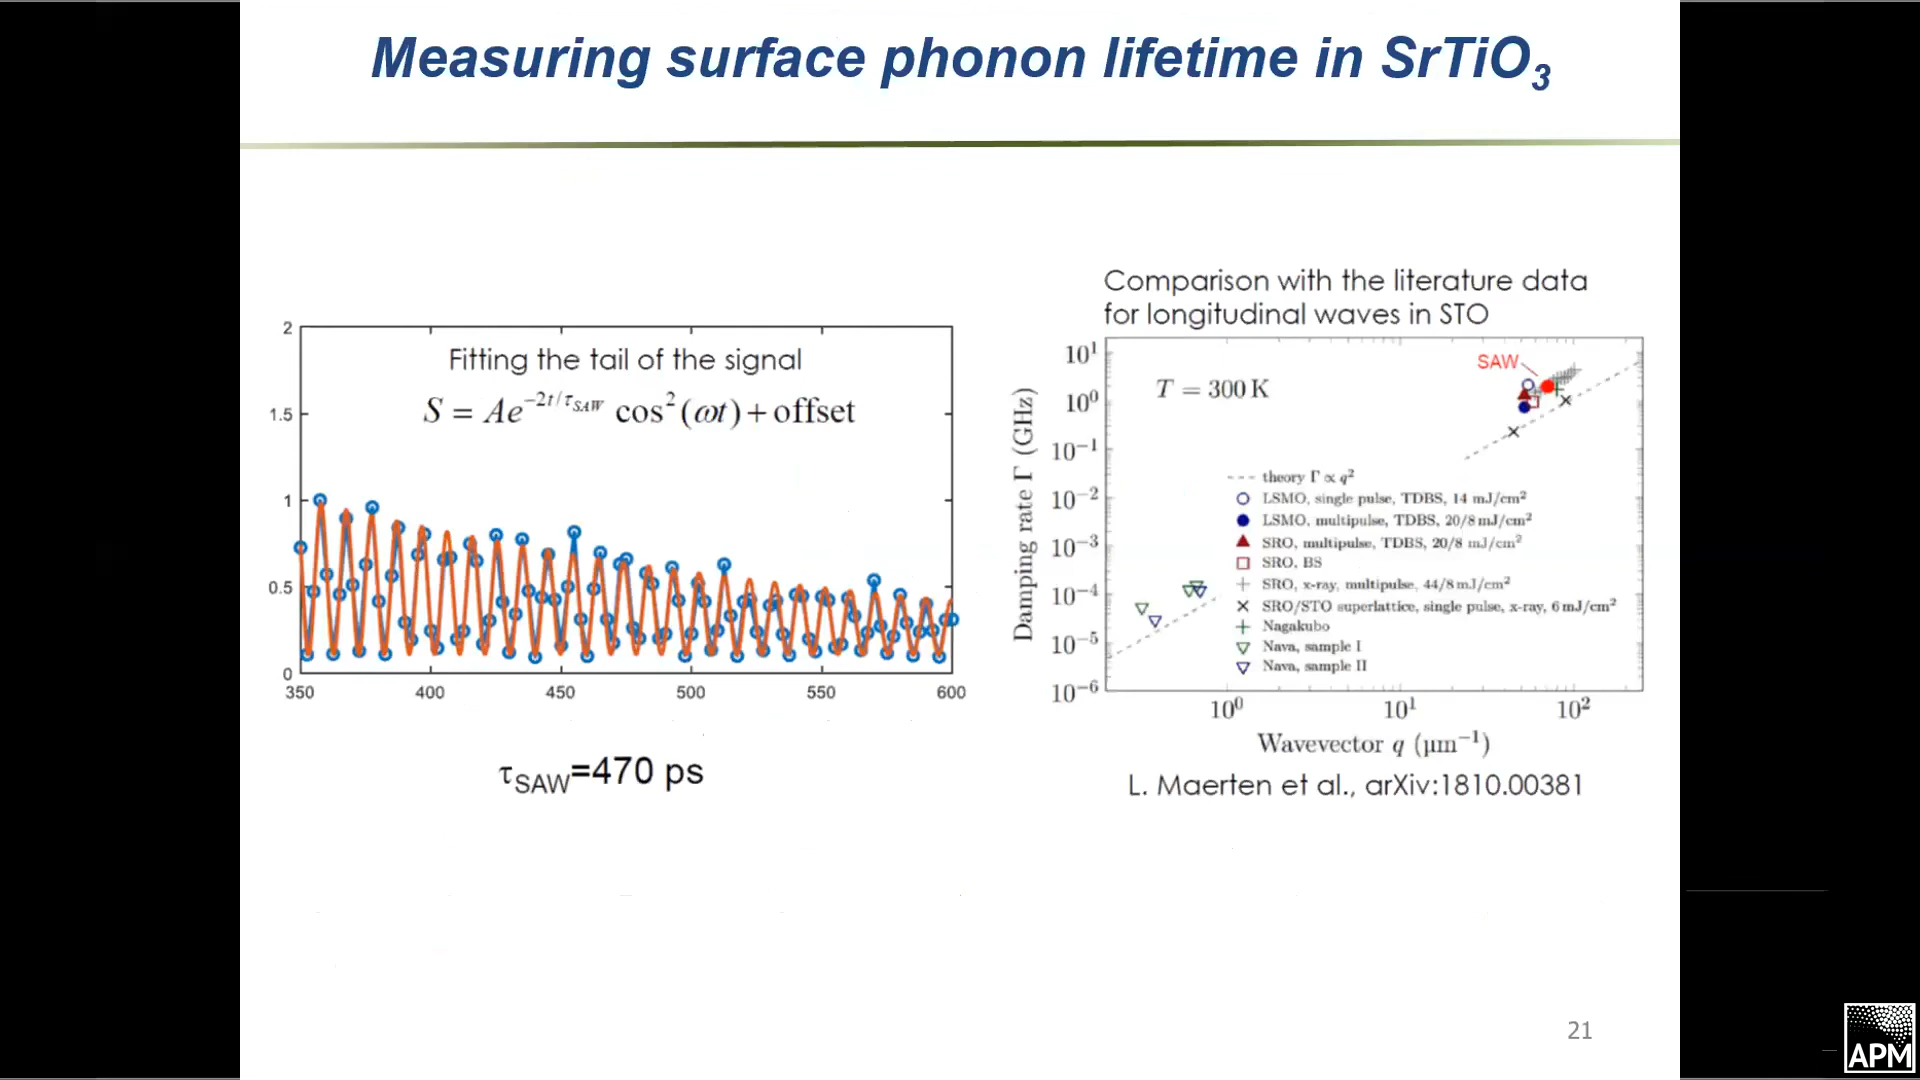 Measuring surface phonon lifetime in SrTiO₃
Fitting the tail of the signal
S = Ae^{-2t/τ_{SAW}} cos²(ωt) + offset
2
1.5
1
0.5
0
350 400 450 500 550 600
τ_{SAW}=470 ps
Comparison with the literature data
for longitudinal waves in STO
SAW
T = 300 K
10¹
10⁰
10⁻¹
10⁻²
10⁻³
10⁻⁴
10⁻⁵
10⁻⁶
Damping rate Γ (GHz)
theory Γ ∝ q²
LSMO, single pulse, TDBS, 14 mJ/cm²
LSMO, multipulse, TDBS, 20/8 mJ/cm²
SRO, multipulse, TDBS, 20/8 mJ/cm²
SRO, BS
SRO, x-ray, multipulse, 44/8 mJ/cm²
SRO/STO superlattice, single pulse, x-ray, 6 mJ/cm²
Nagakubo
Nava, sample I
Nava, sample II
10⁰ 10¹ 10²
Wavevector q (μm⁻¹)
L. Maerten et al., arXiv:1810.00381
21
APM